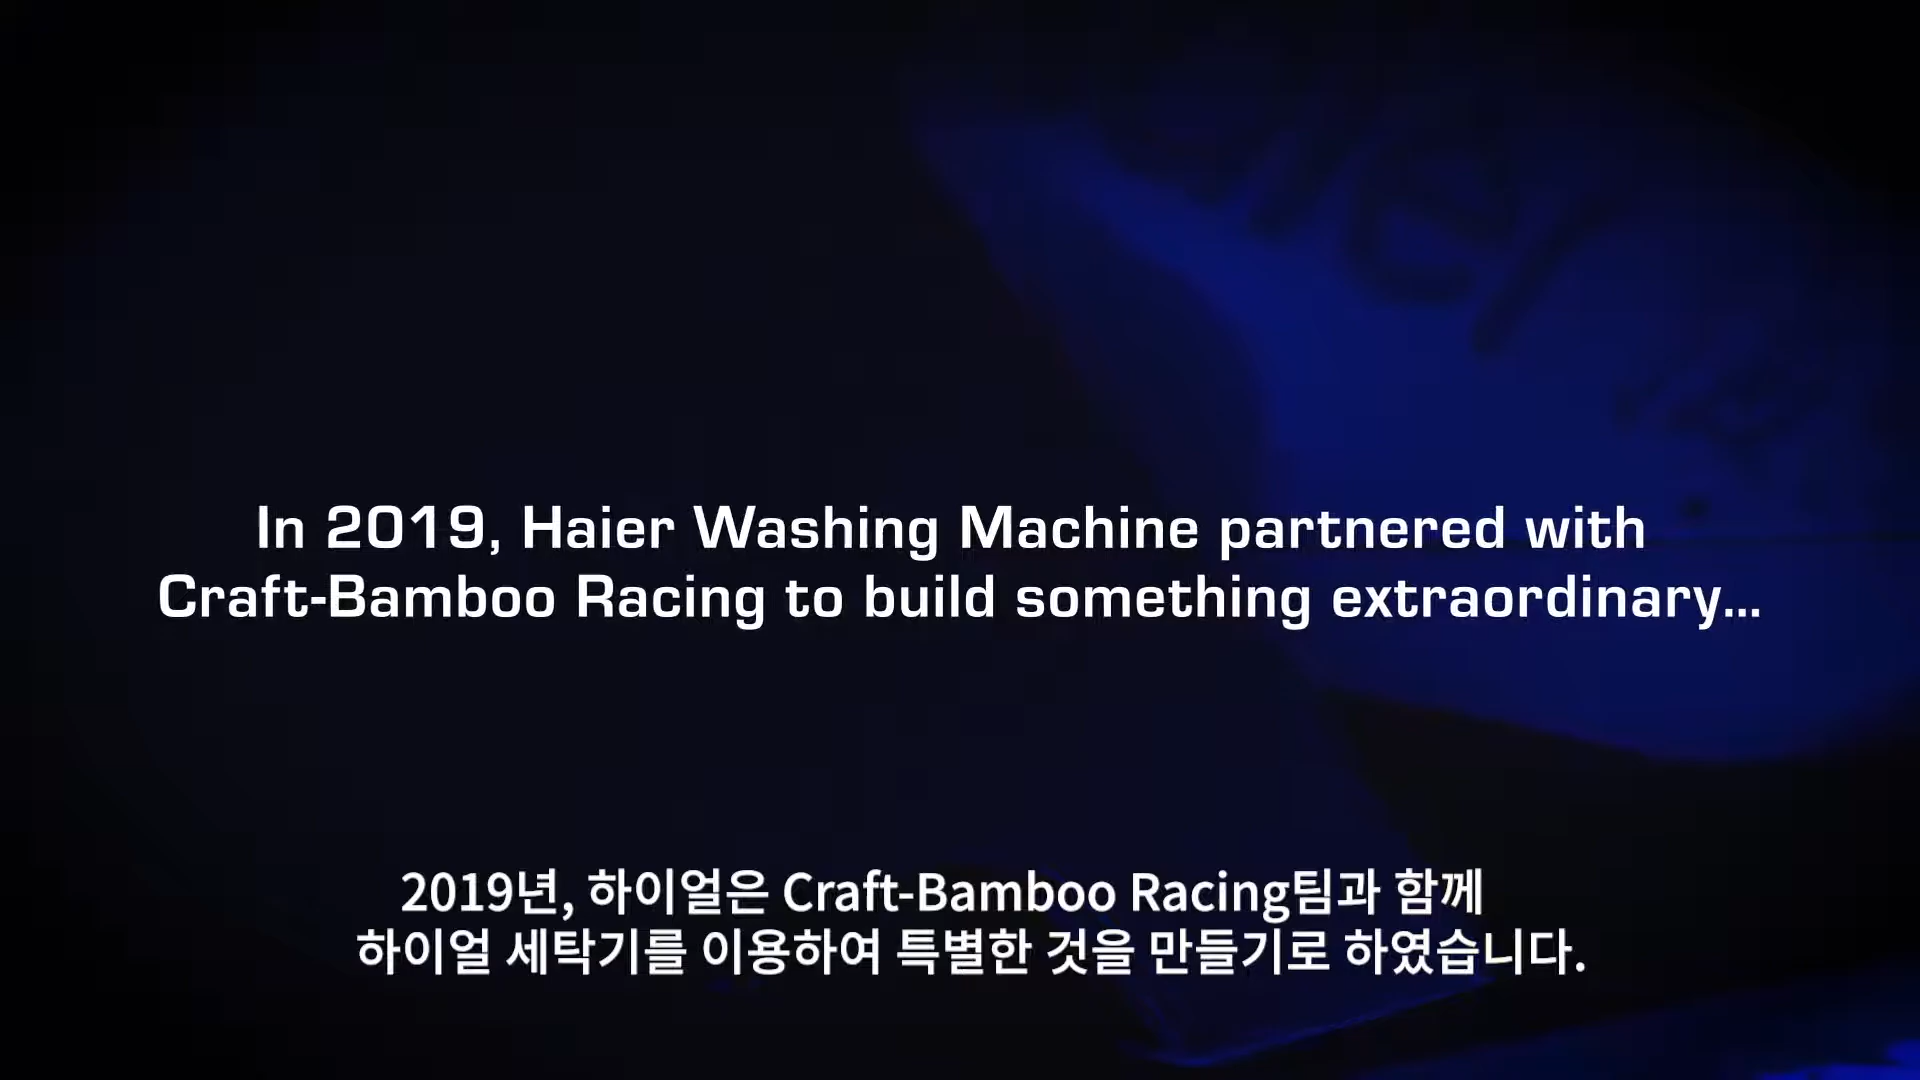 In 2019, Haier Washing Machine partnered with
Craft-Bamboo Racing to build something extraordinary...
2019년, 하이얼은 Craft-Bamboo Racing팀과 함께
하이얼 세탁기를 이용하여 특별한 것을 만들기로 하였습니다.